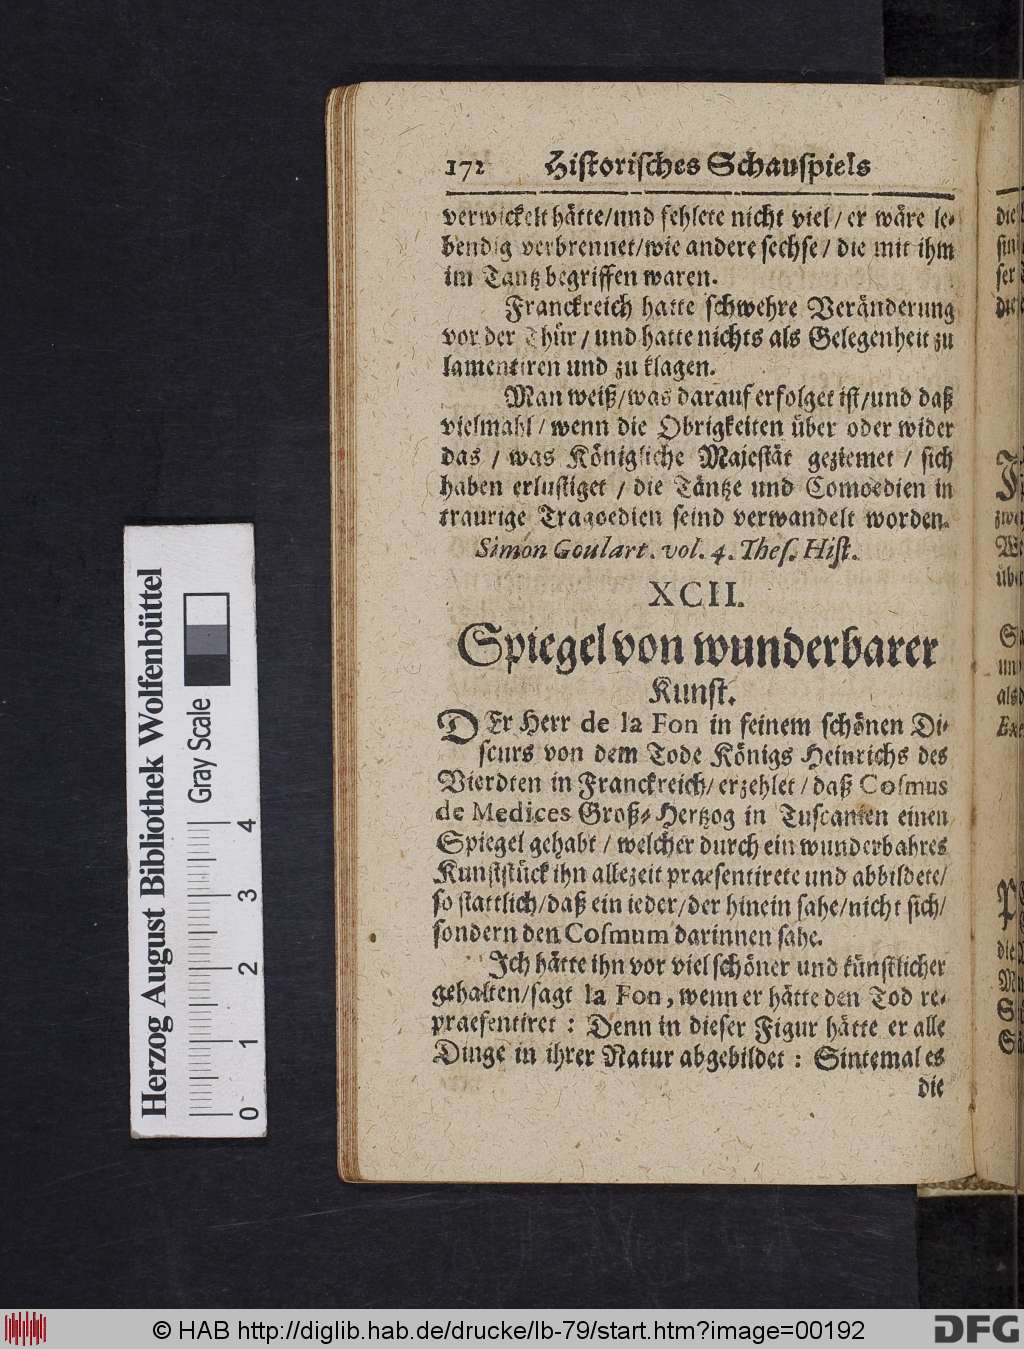 172 Historisches Schauspiels
verwickelt hätte/und fehlete nicht viel/er wäre le-
bendig verbrennet/wie andere sechse/die mit ihm
im Tantz begriffen waren.
Franckreich hatte schwehre Veränderung
vor der Thür/und hatte nichts als Gelegenheit zu
lamentiren und zu klagen.
Man weiß/was darauf erfolget ist/und daß
vielmahl/wenn die Obrigkeiten über oder wider
das/was Königliche Majestät geziemet/sich
haben erlustiget/die Täntze und Comoedien in
traurige Tragoedien seind verwandelt worden.
Simon Goulart. vol. 4. Thes. Hist.
XCII.
Spiegel von wunderbarer
Kunst.
DEr Herr de la Fon in seinem schönen Di-
scurs von dem Tode Königs Heinrichs des
Vierdten in Franckreich/erzehlet/daß Cosmus
de Medices Groß-Hertzog in Tuscanien einen
Spiegel gehabt/welcher durch ein wunderbahres
Kunststück ihn allezeit praesentirete und abbildete/
so stattlich/daß ein ieder/der hinein sahe/nicht sich/
sondern den Cosmum darinnen sahe.
Ich hätte ihn vor viel schöner und künstlicher
gehalten/sagt la Fon, wenn er hätte den Tod re-
praesentiret: Denn in dieser Figur hätte er alle
Dinge in ihrer Natur abgebildet: Sintemal es
die
Herzog August Bibliothek Wolfenbüttel
Gray Scale
0 1 2 3 4
© HAB http://diglib.hab.de/drucke/lb-79/start.htm?image=00192
DFG